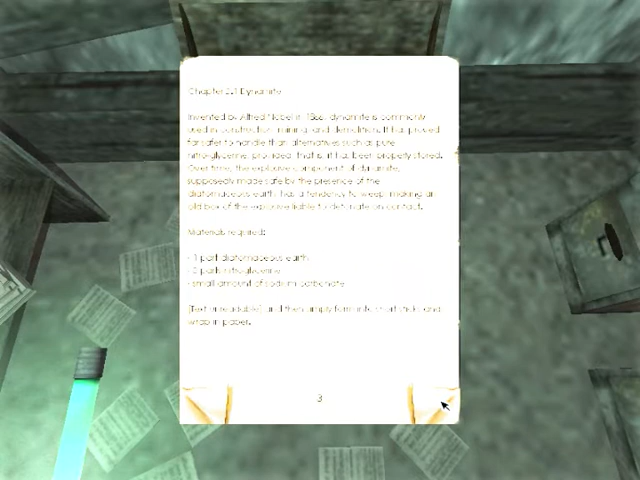 Chapter 2.1 Dynamite
Invented by Alfred Nobel in 1866, dynamite is commonly
used in construction, mining, and demolition. It has proved
far safer to handle than alternatives such as pure
nitroglycerine, provided that is, it has been properly stored.
Over time, the explosive component of dynamite,
supposedly made safe by the presence of the
diatomaceous earth, has a tendency to weep, making an
old box of the explosive liable to detonate on contact.
Materials required:
- 1 part diatomaceous earth
- 3 parts nitroglycerine
- small amount of sodium carbonate
[Text unreadable] and then simply form into short sticks and
wrap in paper.
3